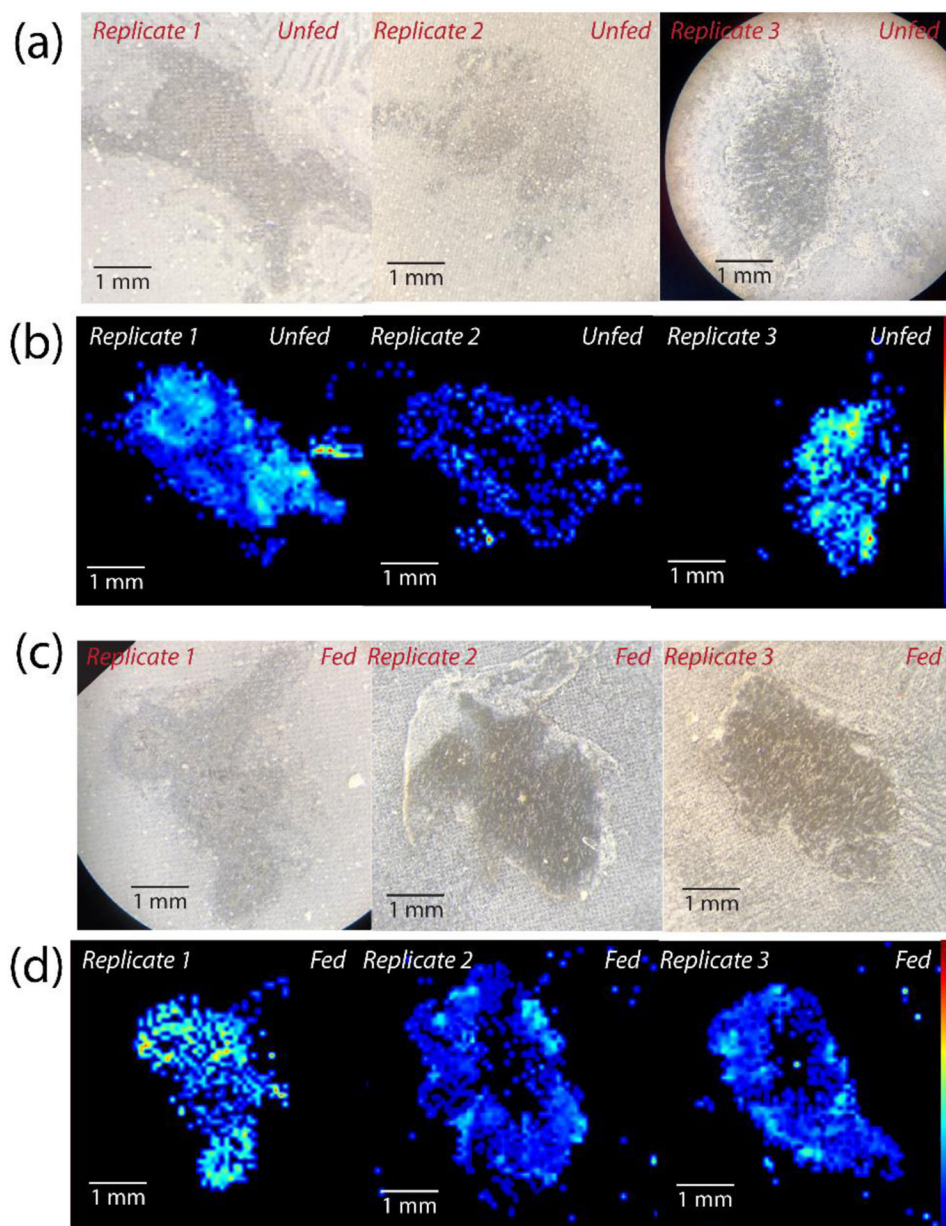 (a)
Replicate 1 Unfed Replicate 2 Unfed Replicate 3 Unfed
1 mm 1 mm 1 mm
(b)
Replicate 1 Unfed Replicate 2 Unfed Replicate 3 Unfed
1 mm 1 mm 1 mm
(c)
Replicate 1 Fed Replicate 2 Fed Replicate 3 Fed
1 mm 1 mm 1 mm
(d)
Replicate 1 Fed Replicate 2 Fed Replicate 3 Fed
1 mm 1 mm 1 mm